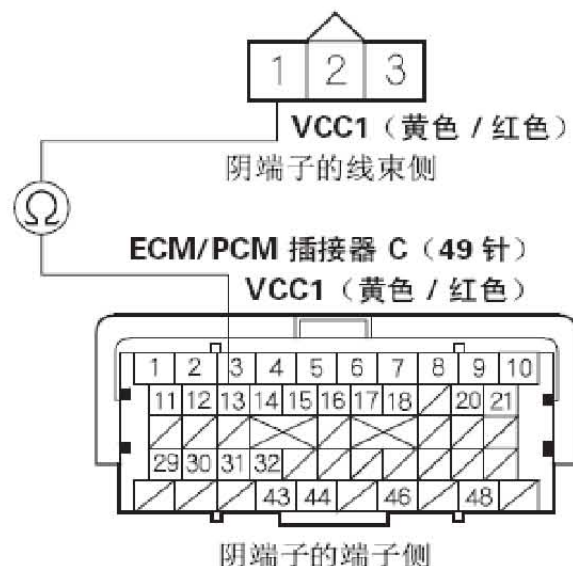 1 2 3
VCC1（黄色 / 红色）
阴端子的线束侧
Ω
ECM/PCM 插接器 C（49 针）
VCC1（黄色 / 红色）
1 2 3 4 5 6 7 8 9 10
11 12 13 14 15 16 17 18 20 21
29 30 31 32
43 44 46 48
阴端子的端子侧